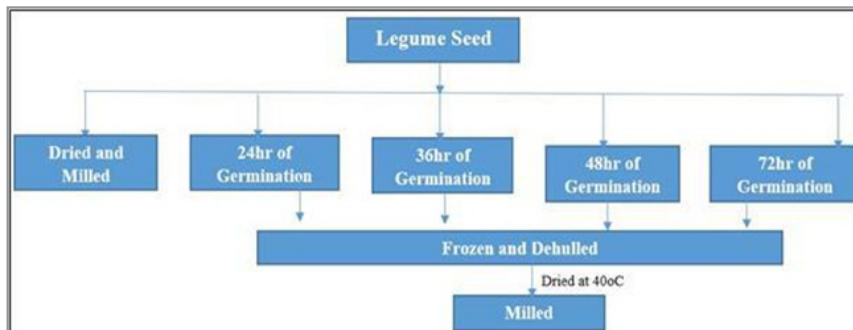 Legume Seed
Dried and
Milled
24hr of
Germination
36hr of
Germination
48hr of
Germination
72hr of
Germination
Frozen and Dehulled
Dried at 40oC
Milled